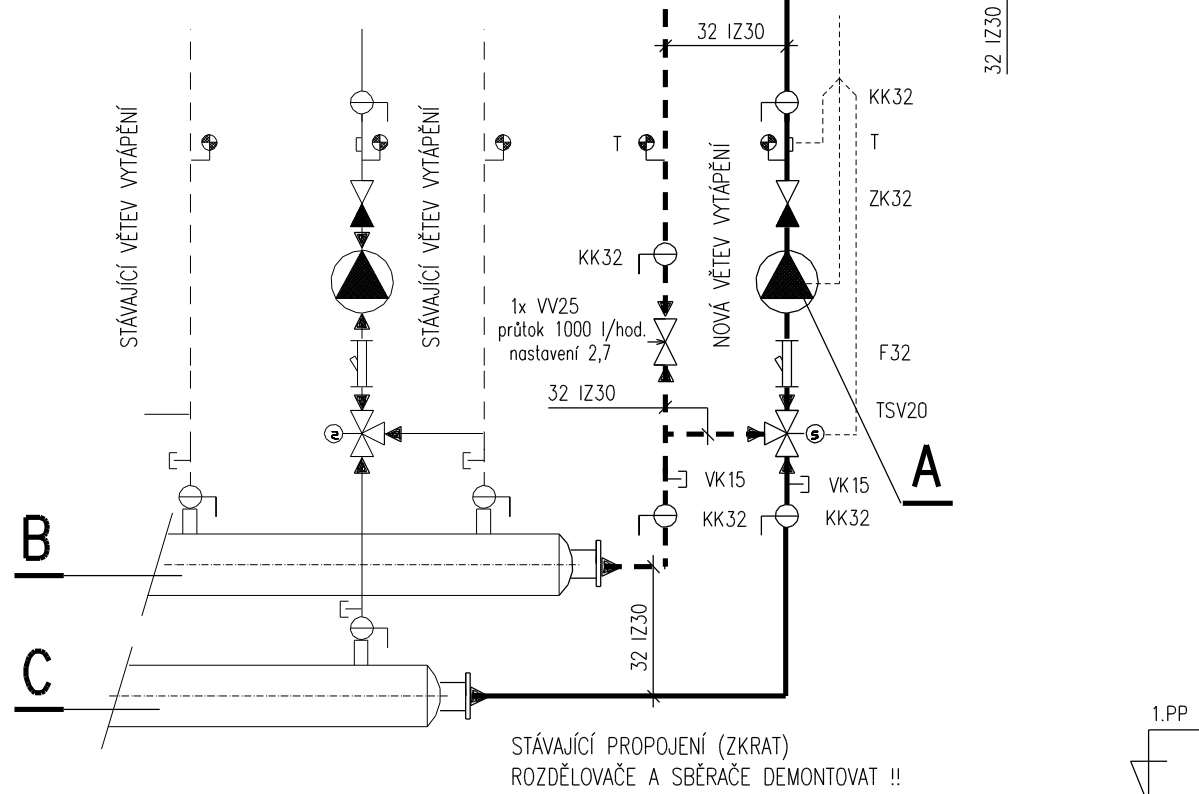 32 IZ30
32 IZ30
KK32
T
T
ZK32
STÁVAJÍCÍ VĚTEV VYTÁPĚNÍ
STÁVAJÍCÍ VĚTEV VYTÁPĚNÍ
NOVÁ VĚTEV VYTÁPĚNÍ
KK32
1x VV25
průtok 1000 l/hod.
nastavení 2,7
F32
32 IZ30
TSV20
A
VK15
VK15
KK32
KK32
B
32 IZ30
C
1.PP
STÁVAJÍCÍ PROPOJENÍ (ZKRAT)
ROZDĚLOVAČE A SBĚRAČE DEMONTOVAT !!